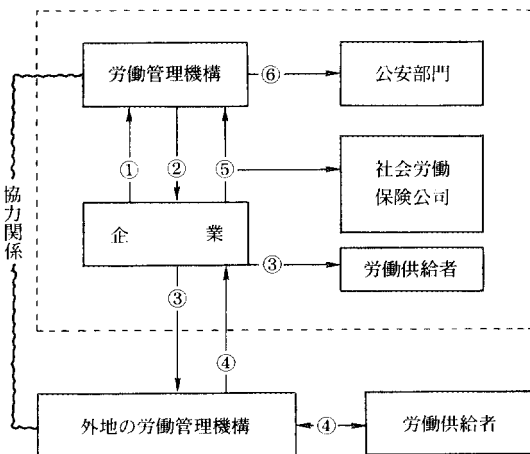 労働管理機構
⑥
公安部門
①
②
⑤
社会労働
保険公司
協力関係
企業
③
労働供給者
③
④
外地の労働管理機構
④
労働供給者